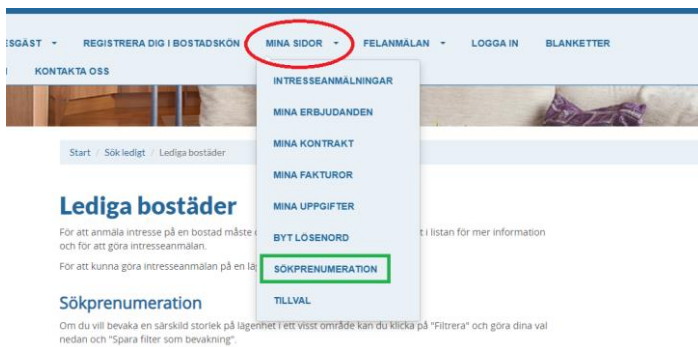 ESGÄST REGISTRERA DIG I BOSTADSKÖN MINA SIDOR FELANMÄLAN LOGGA IN BLANKETTER
KONTAKTA OSS
INTRESSEANMÄLNINGAR
MINA ERBJUDANDEN
MINA KONTRAKT
MINA FAKTUROR
MINA UPPGIFTER
BYT LÖSENORD
SÖKPRENUMERATION
TILLVAL
Start / Sök ledigt / Lediga bostäder
Lediga bostäder
För att anmäla intresse på en bostad måste t i listan för mer information
och för att göra intresseanmälan.
För att kunna göra intresseanmälan på en
Sökprenumeration
Om du vill bevaka en särskild storlek på lägenhet i ett visst område kan du klicka på "Filtrera" och göra dina val
nedan och "Spara filter som bevakning".